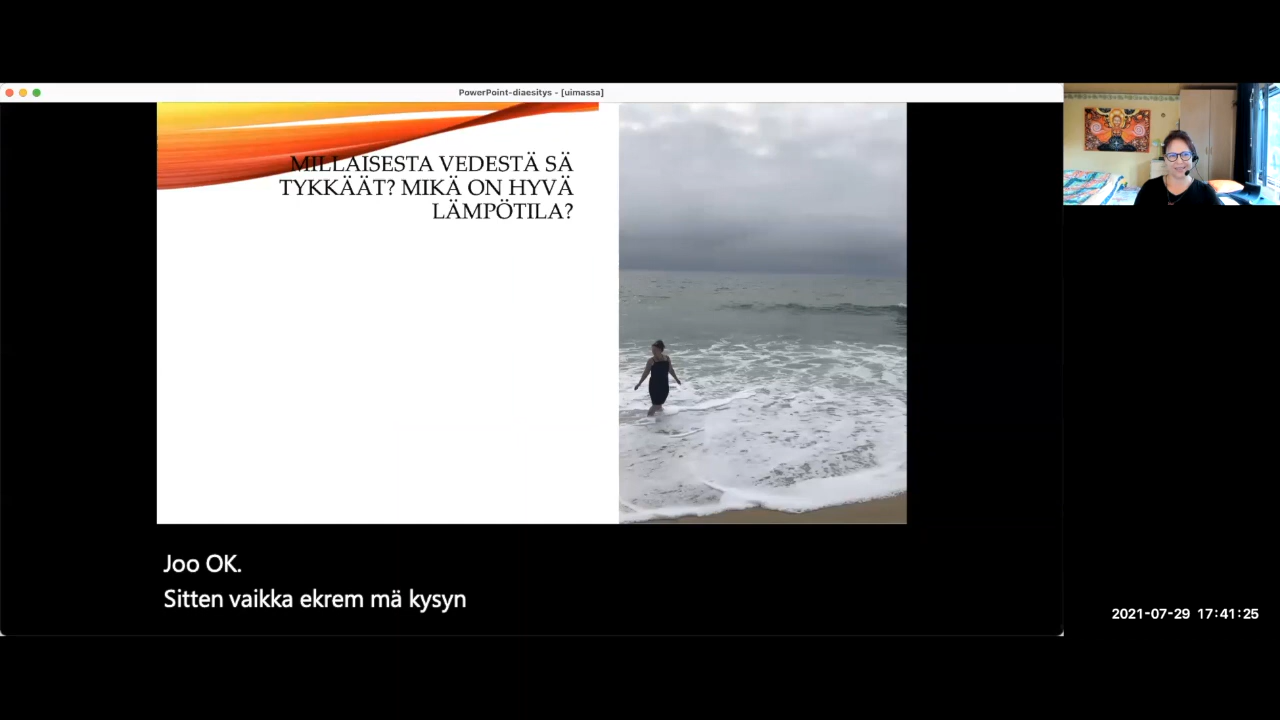 PowerPoint-diaesitys - [uimassa]
MILLAISESTA VEDESTÄ SÄ
TYKKÄÄT? MIKÄ ON HYVÄ
LÄMPÖTILA?
Joo OK.
Sitten vaikka ekrem mä kysyn
2021-07-29 17:41:25